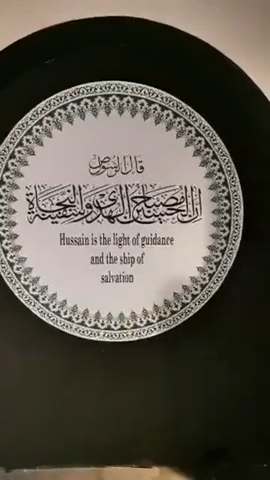 قال الرسول ص
ان الحسين مصباح الهدى وسفينة النجاة
Hussain is the light of guidance
and the ship of
salvation